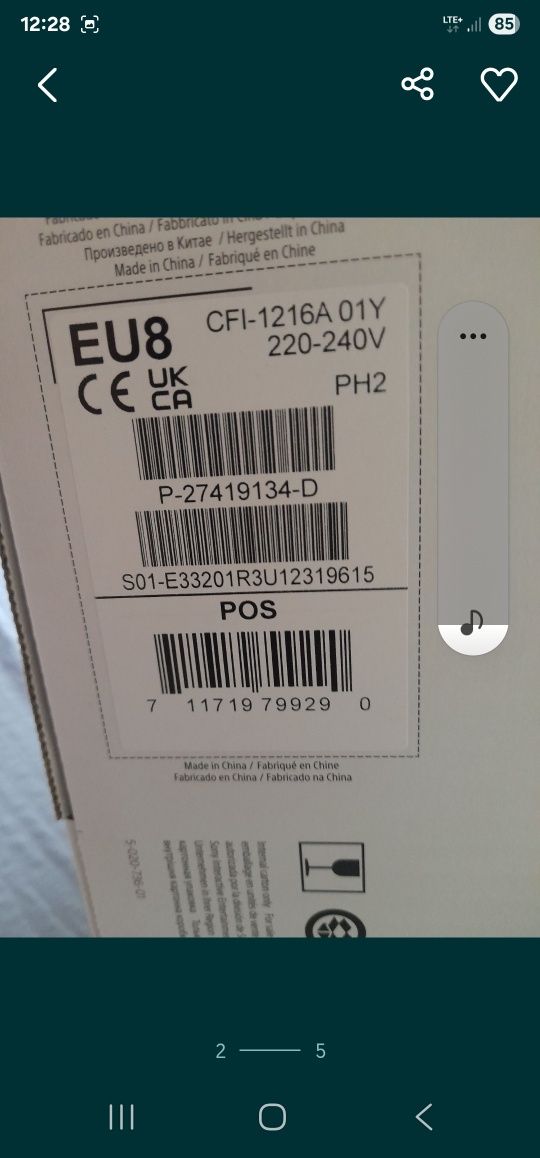 12:28
LTE+
85
Fabricado en China / Fabbricato in
Произведено в Китае / Hergestellt in China
Made in China / Fabriqué en Chine
EU8
CFI-1216A 01Y
220-240V
CE UK
CA
PH2
P-27419134-D
S01-E33201R3U12319615
POS
7 11719 79929 0
Made in China / Fabriqué en Chine
Fabricado en China / Fabricado na China
2
5